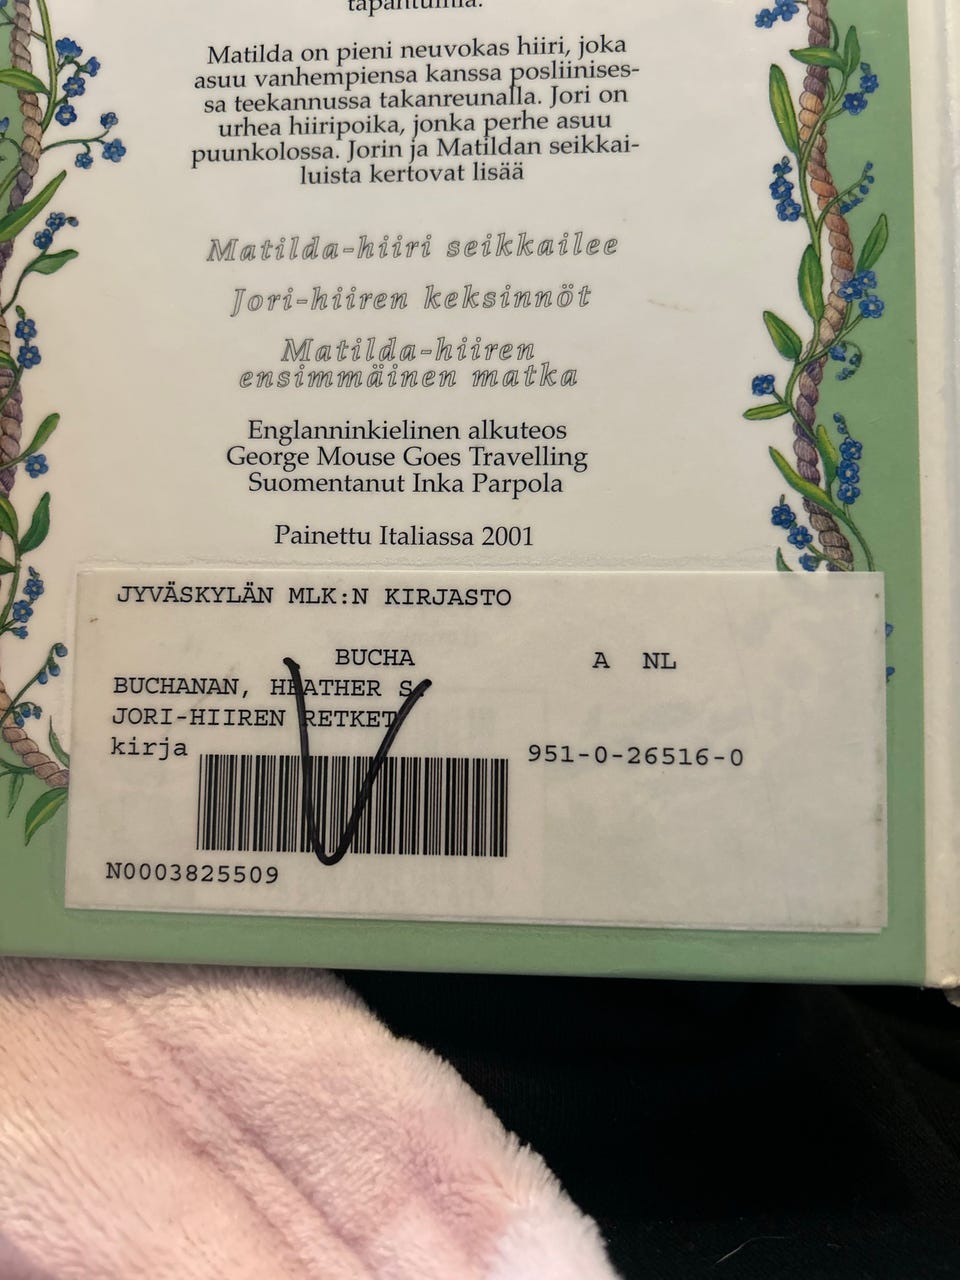 tapahtumia.
Matilda on pieni neuvokas hiiri, joka
asuu vanhempiensa kanssa posliinises-
sa teekannussa takanreunalla. Jori on
urhea hiiripoika, jonka perhe asuu
puunkolossa. Jorin ja Matildan seikkai-
luista kertovat lisää
Matilda-hiiri seikkailee
Jori-hiiren keksinnöt
Matilda-hiiren
ensimmäinen matka
Englanninkielinen alkuteos
George Mouse Goes Travelling
Suomentanut Inka Parpola
Painettu Italiassa 2001
JYVÄSKYLÄN MLK:N KIRJASTO
BUCHA A NL
BUCHANAN, HEATHER S.
JORI-HIIREN RETKET
kirja 951-0-26516-0
N0003825509